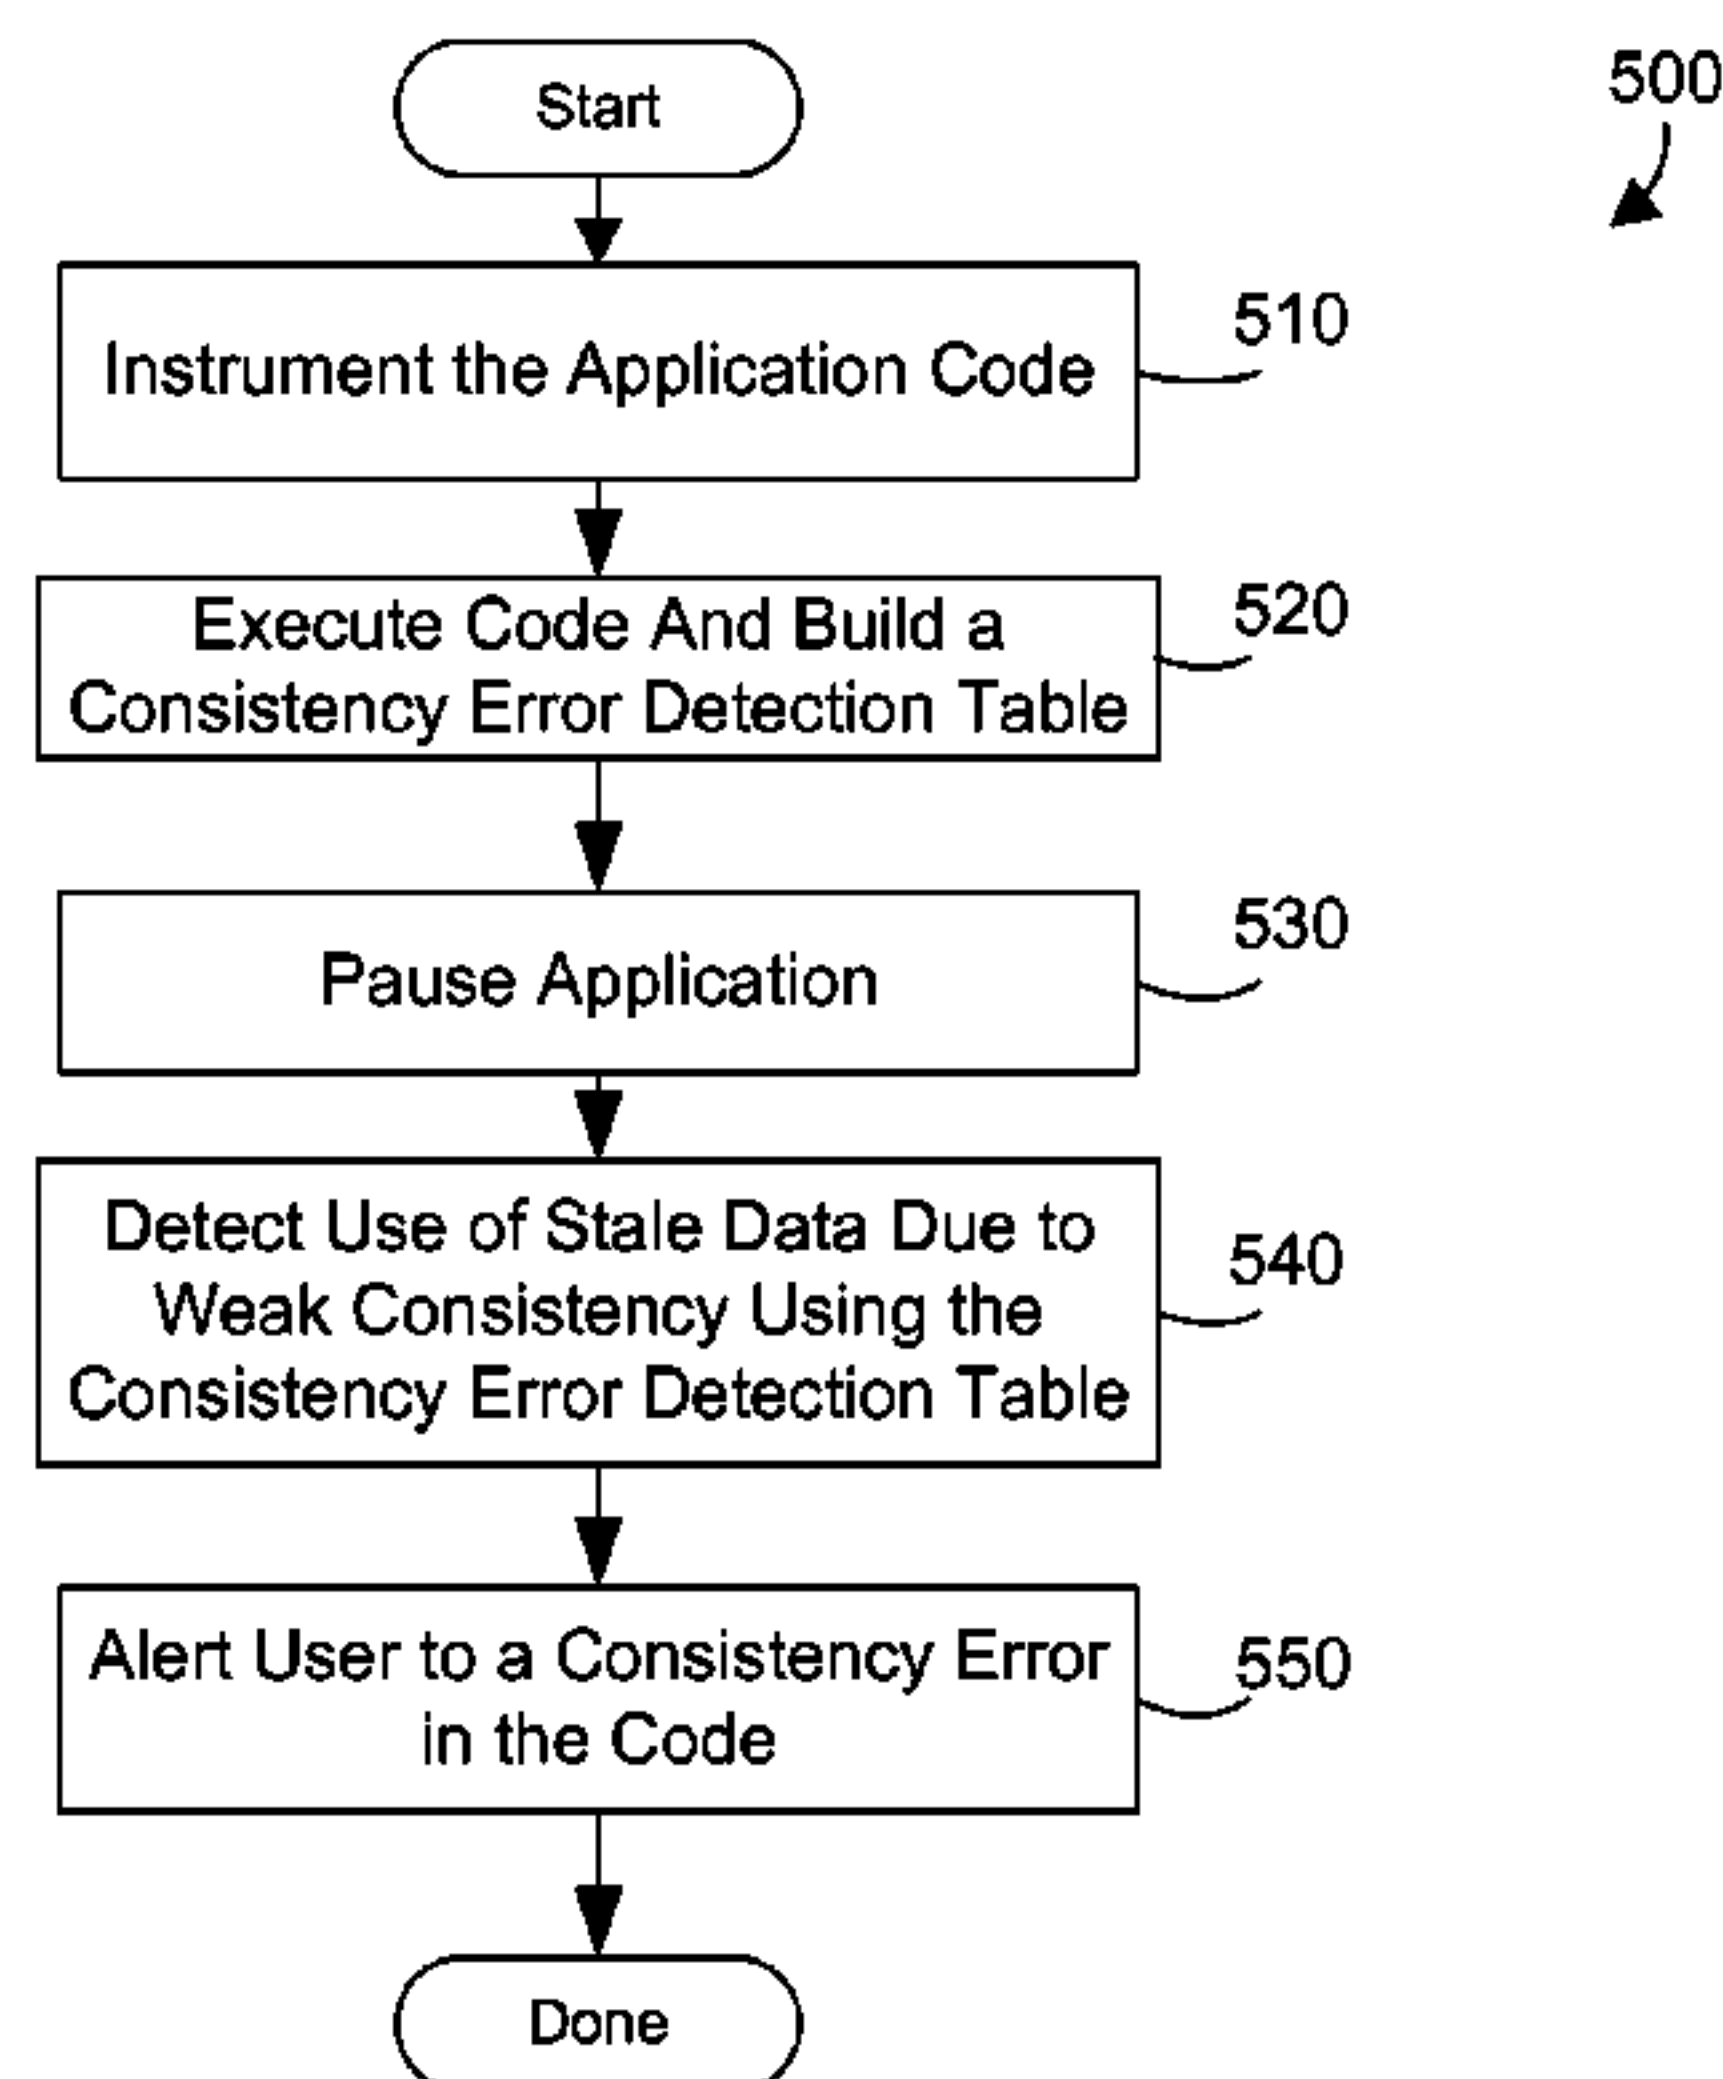 Start
500
Instrument the Application Code
510
Execute Code And Build a
Consistency Error Detection Table
520
Pause Application
530
Detect Use of Stale Data Due to
Weak Consistency Using the
Consistency Error Detection Table
540
Alert User to a Consistency Error
in the Code
550
Done